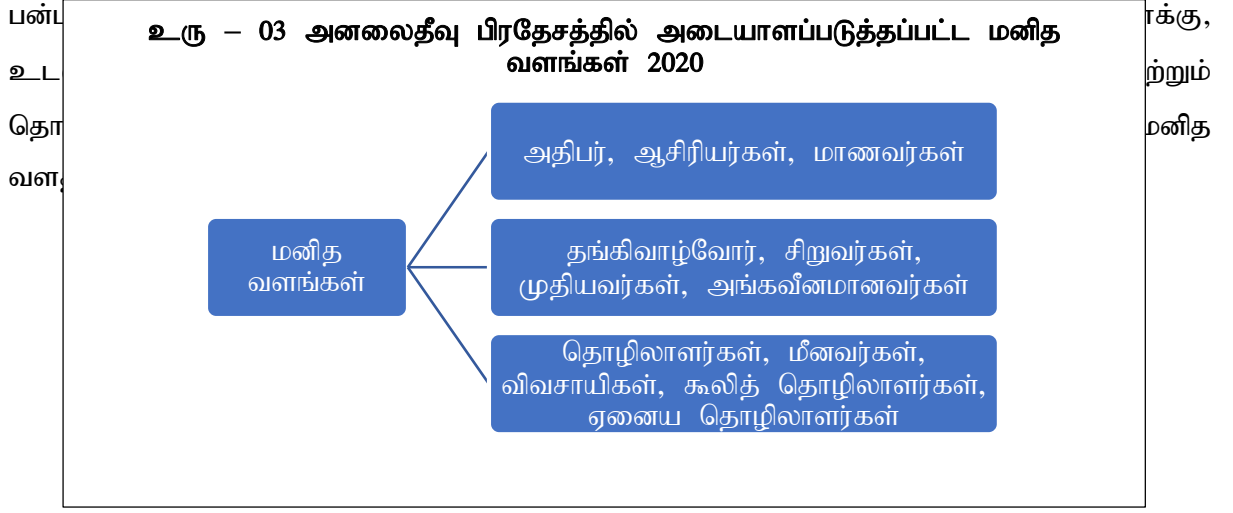 உரு – 03 அனலைதீவு பிரதேசத்தில் அடையாளப்படுத்தப்பட்ட மனித
வளங்கள் 2020
அதிபர், ஆசிரியர்கள், மாணவர்கள்
மனித
வளங்கள்
தங்கிவாழ்வோர், சிறுவர்கள்,
முதியவர்கள், அங்கவீனமானவர்கள்
தொழிலாளர்கள், மீனவர்கள்,
விவசாயிகள், கூலித் தொழிலாளர்கள்,
ஏனைய தொழிலாளர்கள்
மனித